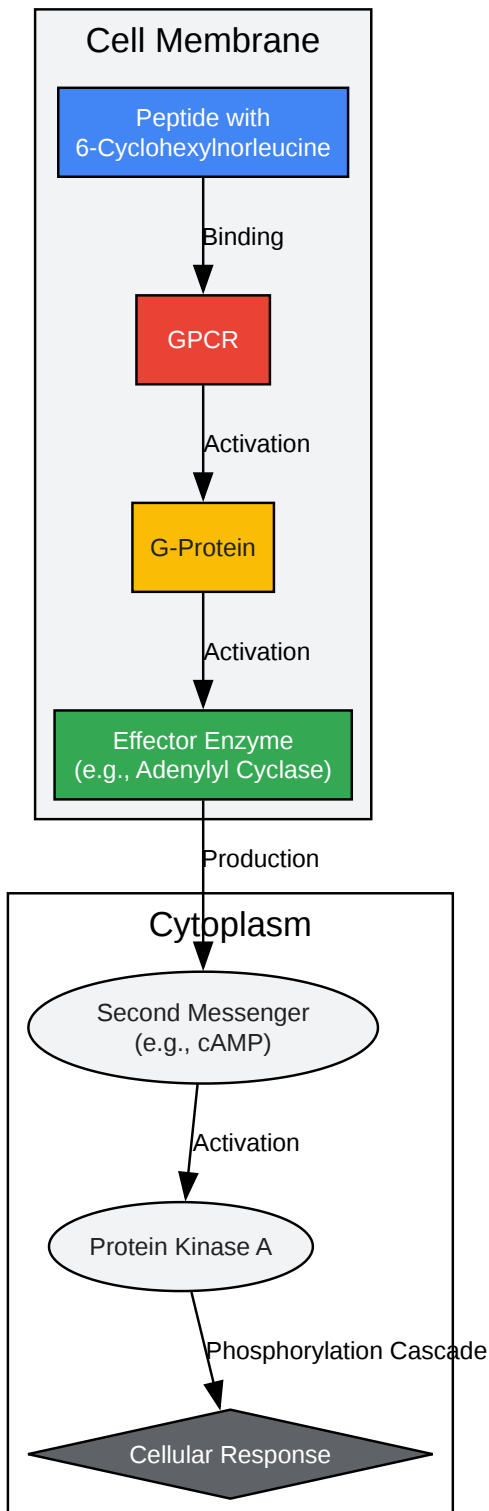 Cell Membrane
Peptide with
6-Cyclohexylnorleucine
Binding
GPCR
Activation
G-Protein
Activation
Effector Enzyme
(e.g., Adenylyl Cyclase)
Production
Cytoplasm
Second Messenger
(e.g., cAMP)
Activation
Protein Kinase A
Phosphorylation Cascade
Cellular Response